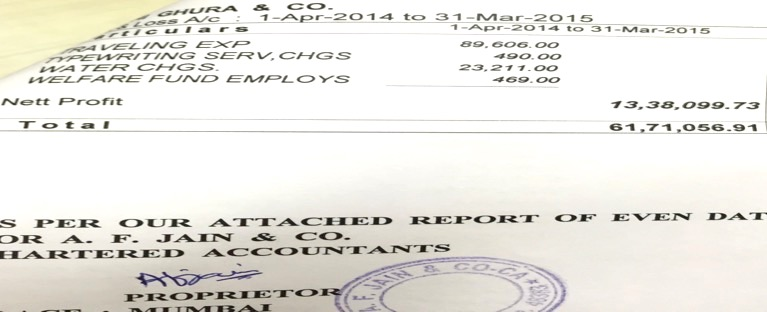 GHURA & CO.
Loss A/c : 1-Apr-2014 to 31-Mar-2015
Particulars 1-Apr-2014 to 31-Mar-2015
TRAVELING EXP 89,606.00
TYPEWRITING SERV,CHGS 490.00
WATER CHGS. 23,211.00
WELFARE FUND EMPLOYS 469.00
Nett Profit 13,38,099.73
Total 61,71,056.91
S PER OUR ATTACHED REPORT OF EVEN DAT
OR A. F. JAIN & CO.
HARTERED ACCOUNTANTS
PROPRIETOR
A. F. JAIN & CO-CA
MUMBAI